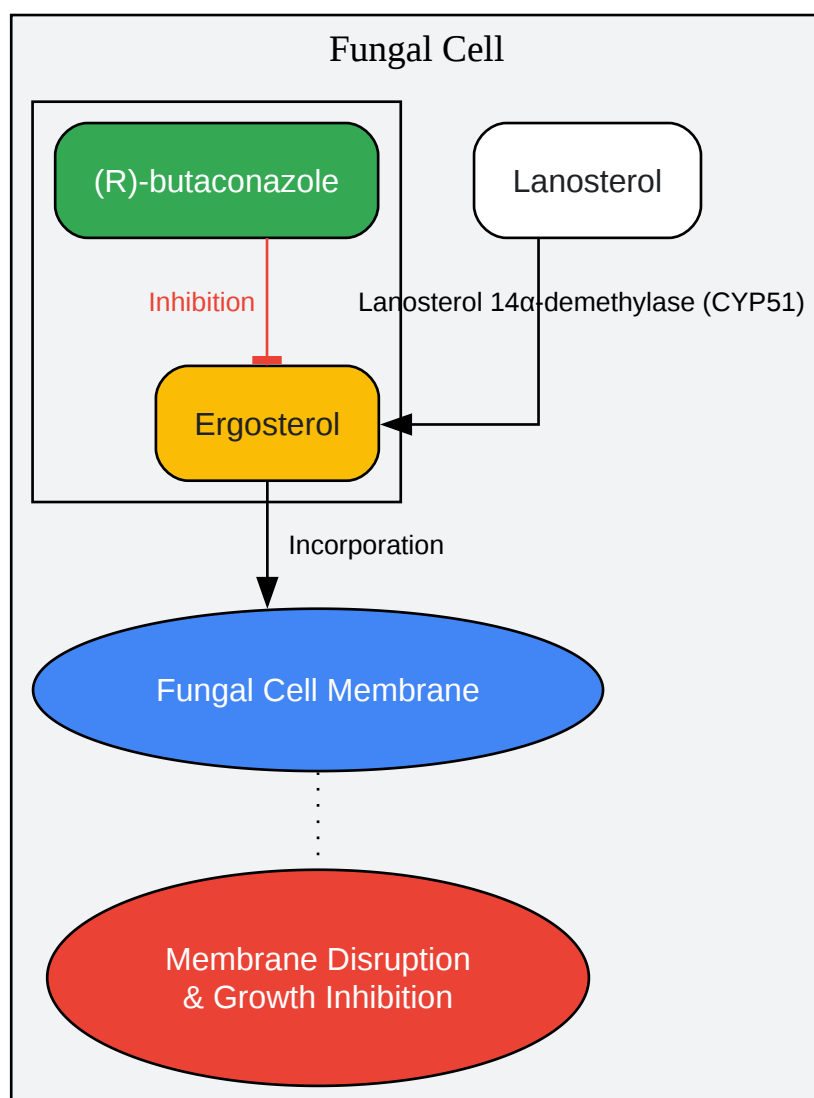 Fungal Cell
(R)-butaconazole
Lanosterol
Inhibition
Lanosterol 14α-demethylase (CYP51)
Ergosterol
Incorporation
Fungal Cell Membrane
Membrane Disruption
& Growth Inhibition